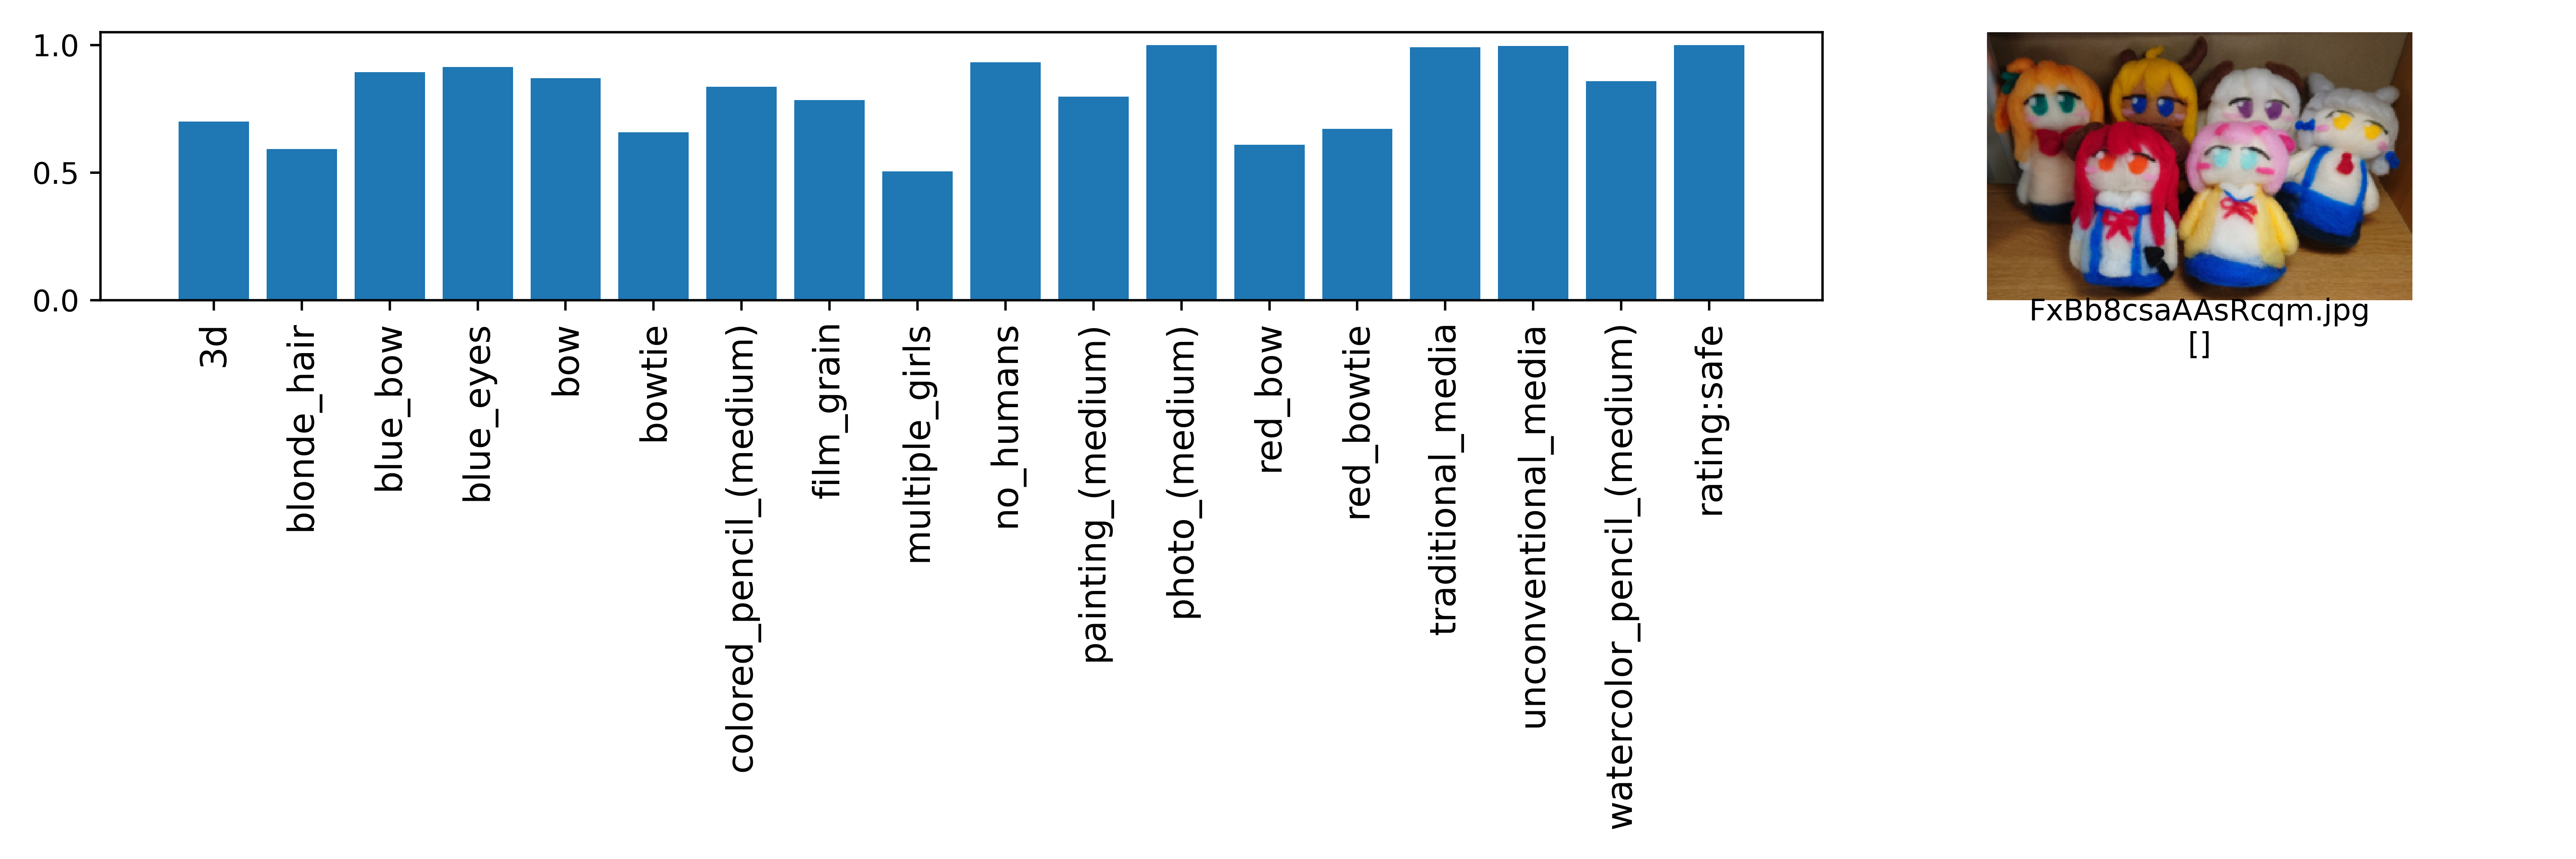 1.0
0.5
0.0
3d
blonde_hair
blue_bow
blue_eyes
bow
bowtie
colored_pencil_(medium)
film_grain
multiple_girls
no_humans
painting_(medium)
photo_(medium)
red_bow
red_bowtie
traditional_media
unconventional_media
watercolor_pencil_(medium)
rating:safe
FxBb8csaAAsRcqm.jpg
[]